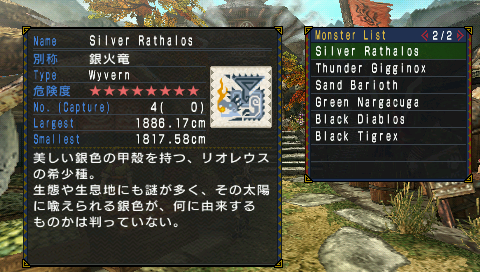 Name Silver Rathalos
別称 銀火竜
Type Wyvern
危険度 ★★★★★★★★
No. (Capture) 4( 0)
Largest 1886.17cm
Smallest 1817.58cm
美しい銀色の甲殻を持つ、リオレウス
の希少種。
生態や生息地にも謎が多く、その太陽
に喩えられる銀色が、何に由来する
ものかは判っていない。
Monster List 2/2
Silver Rathalos
Thunder Gigginox
Sand Barioth
Green Nargacuga
Black Diablos
Black Tigrex